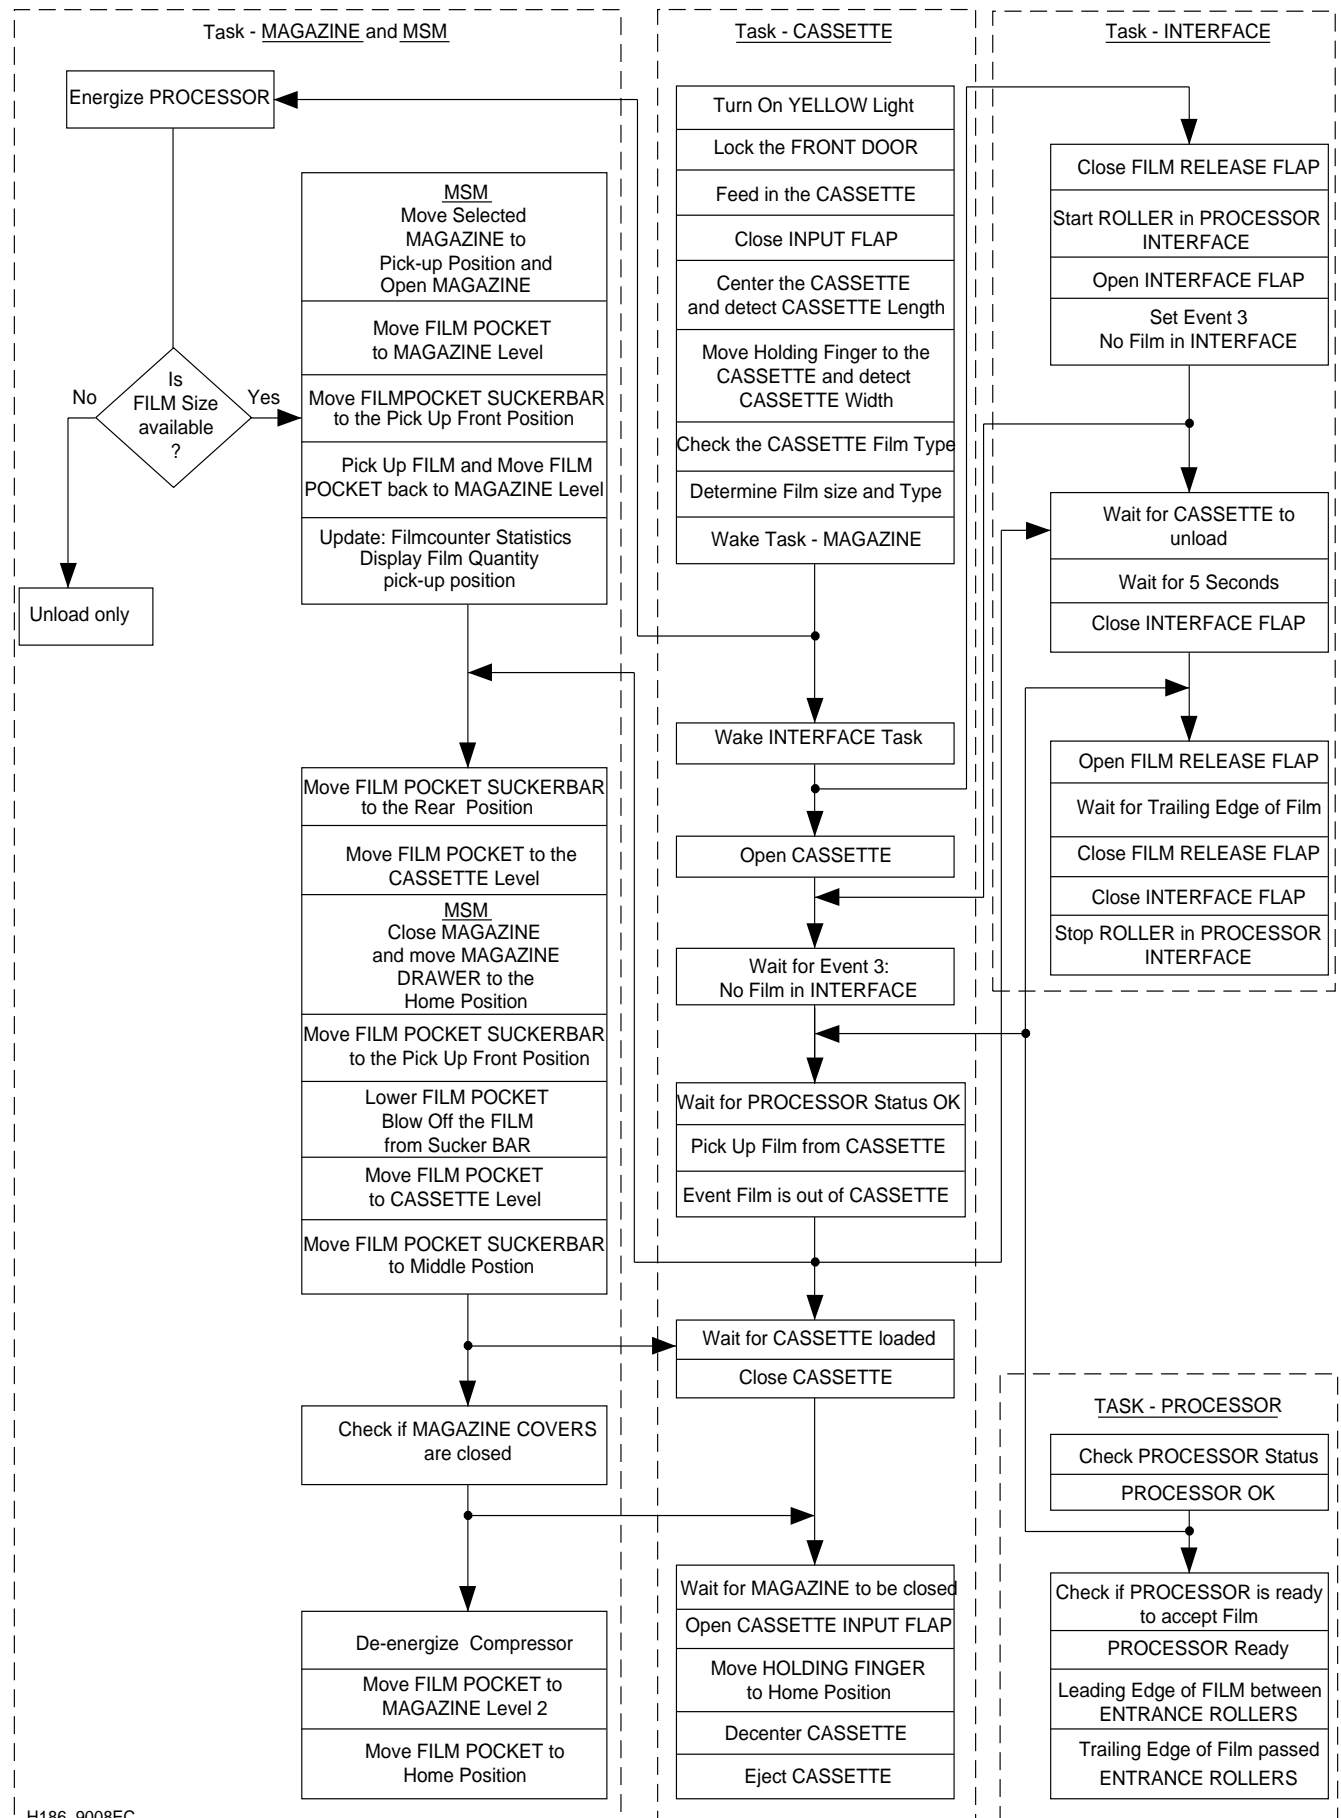 Task - MAGAZINE and MSM
Energize PROCESSOR
MSM
Move Selected
MAGAZINE to
Pick-up Position and
Open MAGAZINE
Move FILM POCKET
to MAGAZINE Level
No
Is
FILM Size
available
?
Yes
Move FILMPOCKET SUCKERBAR
to the Pick Up Front Position
Pick Up FILM and Move FILM
POCKET back to MAGAZINE Level
Update: Filmcounter Statistics
Display Film Quantity
pick-up position
Unload only
Move FILM POCKET SUCKERBAR
to the Rear Position
Move FILM POCKET to the
CASSETTE Level
MSM
Close MAGAZINE
and move MAGAZINE
DRAWER to the
Home Position
Move FILM POCKET SUCKERBAR
to the Pick Up Front Position
Lower FILM POCKET
Blow Off the FILM
from Sucker BAR
Move FILM POCKET
to CASSETTE Level
Move FILM POCKET SUCKERBAR
to Middle Postion
Check if MAGAZINE COVERS
are closed
De-energize Compressor
Move FILM POCKET to
MAGAZINE Level 2
Move FILM POCKET to
Home Position
Task - CASSETTE
Turn On YELLOW Light
Lock the FRONT DOOR
Feed in the CASSETTE
Close INPUT FLAP
Center the CASSETTE
and detect CASSETTE Length
Move Holding Finger to the
CASSETTE and detect
CASSETTE Width
Check the CASSETTE Film Type
Determine Film size and Type
Wake Task - MAGAZINE
Wake INTERFACE Task
Open CASSETTE
Wait for Event 3:
No Film in INTERFACE
Wait for PROCESSOR Status OK
Pick Up Film from CASSETTE
Event Film is out of CASSETTE
Wait for CASSETTE loaded
Close CASSETTE
Wait for MAGAZINE to be closed
Open CASSETTE INPUT FLAP
Move HOLDING FINGER
to Home Position
Decenter CASSETTE
Eject CASSETTE
Task - INTERFACE
Close FILM RELEASE FLAP
Start ROLLER in PROCESSOR
INTERFACE
Open INTERFACE FLAP
Set Event 3
No Film in INTERFACE
Wait for CASSETTE to
unload
Wait for 5 Seconds
Close INTERFACE FLAP
Open FILM RELEASE FLAP
Wait for Trailing Edge of Film
Close FILM RELEASE FLAP
Close INTERFACE FLAP
Stop ROLLER in PROCESSOR
INTERFACE
TASK - PROCESSOR
Check PROCESSOR Status
PROCESSOR OK
Check if PROCESSOR is ready
to accept Film
PROCESSOR Ready
Leading Edge of FILM between
ENTRANCE ROLLERS
Trailing Edge of Film passed
ENTRANCE ROLLERS